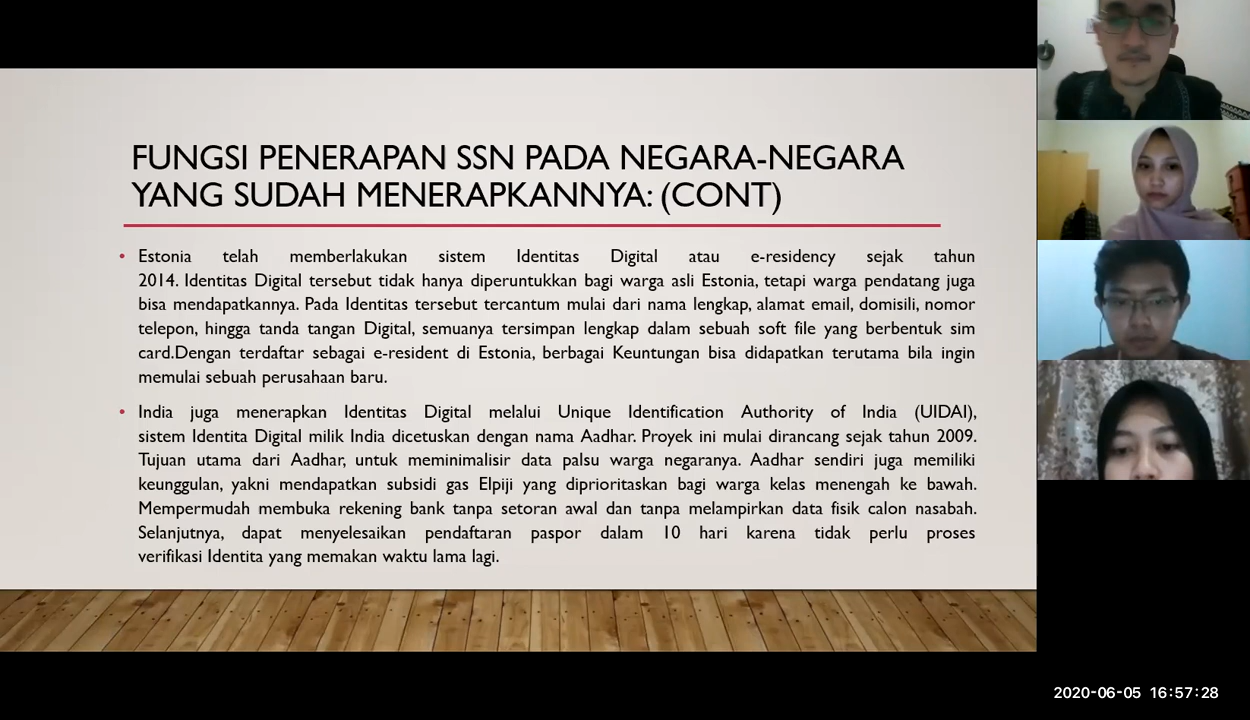 FUNGSI PENERAPAN SSN PADA NEGARA-NEGARA
YANG SUDAH MENERAPKANNYA: (CONT)
• Estonia telah memberlakukan sistem Identitas Digital atau e-residency sejak tahun
2014. Identitas Digital tersebut tidak hanya diperuntukkan bagi warga asli Estonia, tetapi warga pendatang juga
bisa mendapatkannya. Pada Identitas tersebut tercantum mulai dari nama lengkap, alamat email, domisili, nomor
telepon, hingga tanda tangan Digital, semuanya tersimpan lengkap dalam sebuah soft file yang berbentuk sim
card.Dengan terdaftar sebagai e-resident di Estonia, berbagai Keuntungan bisa didapatkan terutama bila ingin
memulai sebuah perusahaan baru.
• India juga menerapkan Identitas Digital melalui Unique Identification Authority of India (UIDAI),
sistem Identita Digital milik India dicetuskan dengan nama Aadhar. Proyek ini mulai dirancang sejak tahun 2009.
Tujuan utama dari Aadhar, untuk meminimalisir data palsu warga negaranya. Aadhar sendiri juga memiliki
keunggulan, yakni mendapatkan subsidi gas Elpiji yang diprioritaskan bagi warga kelas menengah ke bawah.
Mempermudah membuka rekening bank tanpa setoran awal dan tanpa melampirkan data fisik calon nasabah.
Selanjutnya, dapat menyelesaikan pendaftaran paspor dalam 10 hari karena tidak perlu proses
verifikasi Identita yang memakan waktu lama lagi.
2020-06-05 16:57:28